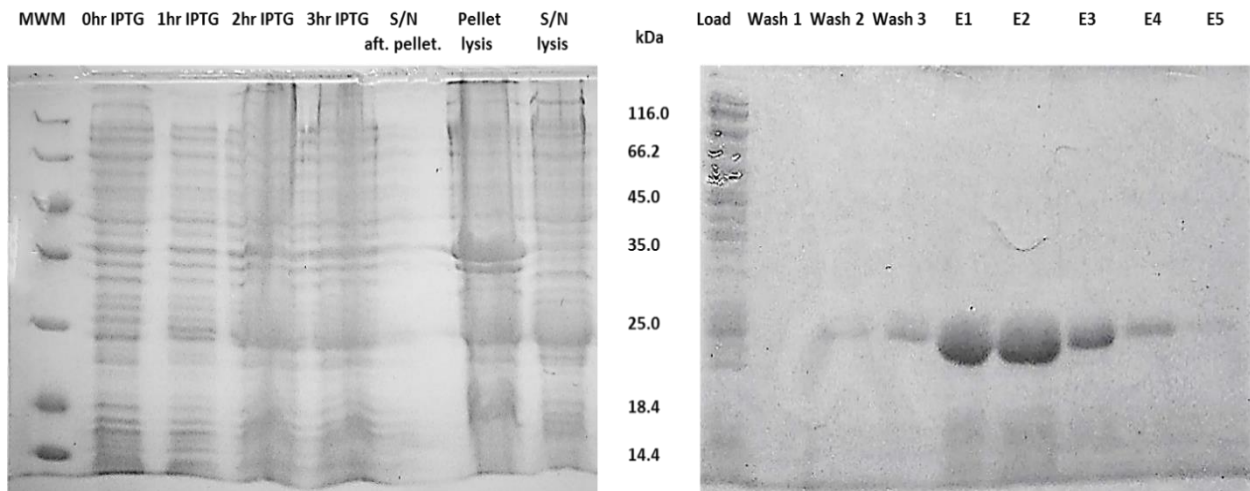 MWM 0hr IPTG 1hr IPTG 2hr IPTG 3hr IPTG S/N Pellet S/N
aft. pellet. lysis lysis
kDa
116.0
66.2
45.0
35.0
25.0
18.4
14.4
Load Wash 1 Wash 2 Wash 3 E1 E2 E3 E4 E5